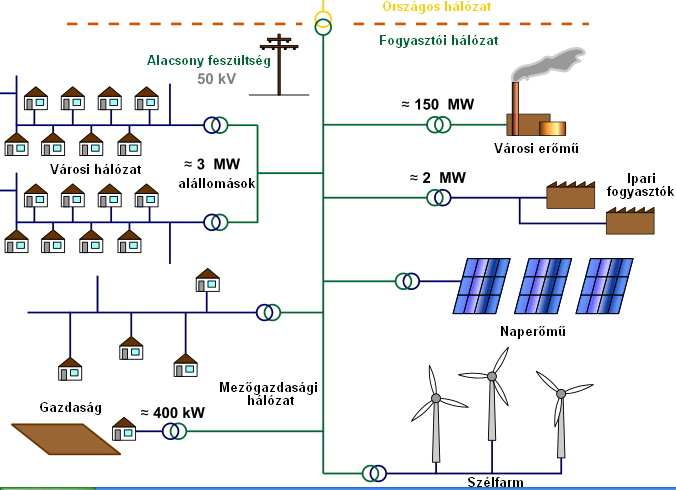 Országos hálózat
Fogyasztói hálózat
Alacsony feszültség
50 kV
≈ 150 MW
Városi erőmű
Városi hálózat
≈ 3 MW
alállomások
≈ 2 MW
Ipari
fogyasztók
Naperőmű
Mezőgazdasági
hálózat
Gazdaság
≈ 400 kW
Szélfarm